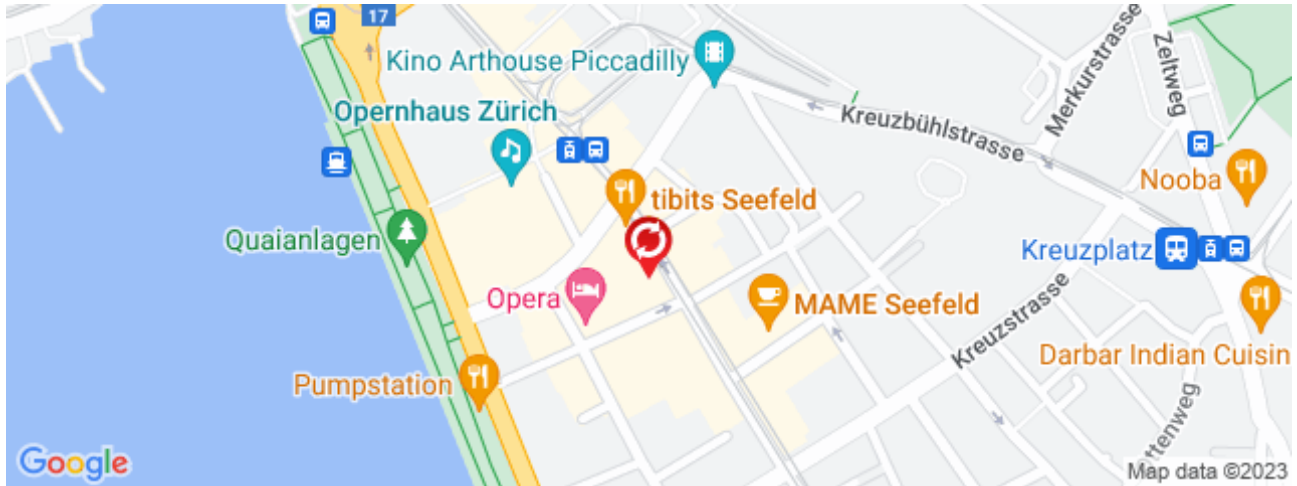 17
Kino Arthouse Piccadilly
Opernhaus Zürich
Kreuzbühlstrasse
Merkurstrasse
Zeltweg
tibits Seefeld
Nooba
Quaianlagen
Kreuzplatz
Opera
MAME Seefeld
Kreuzstrasse
Darbar Indian Cuisin
Pumpstation
ottenweg
Google
Map data ©2023